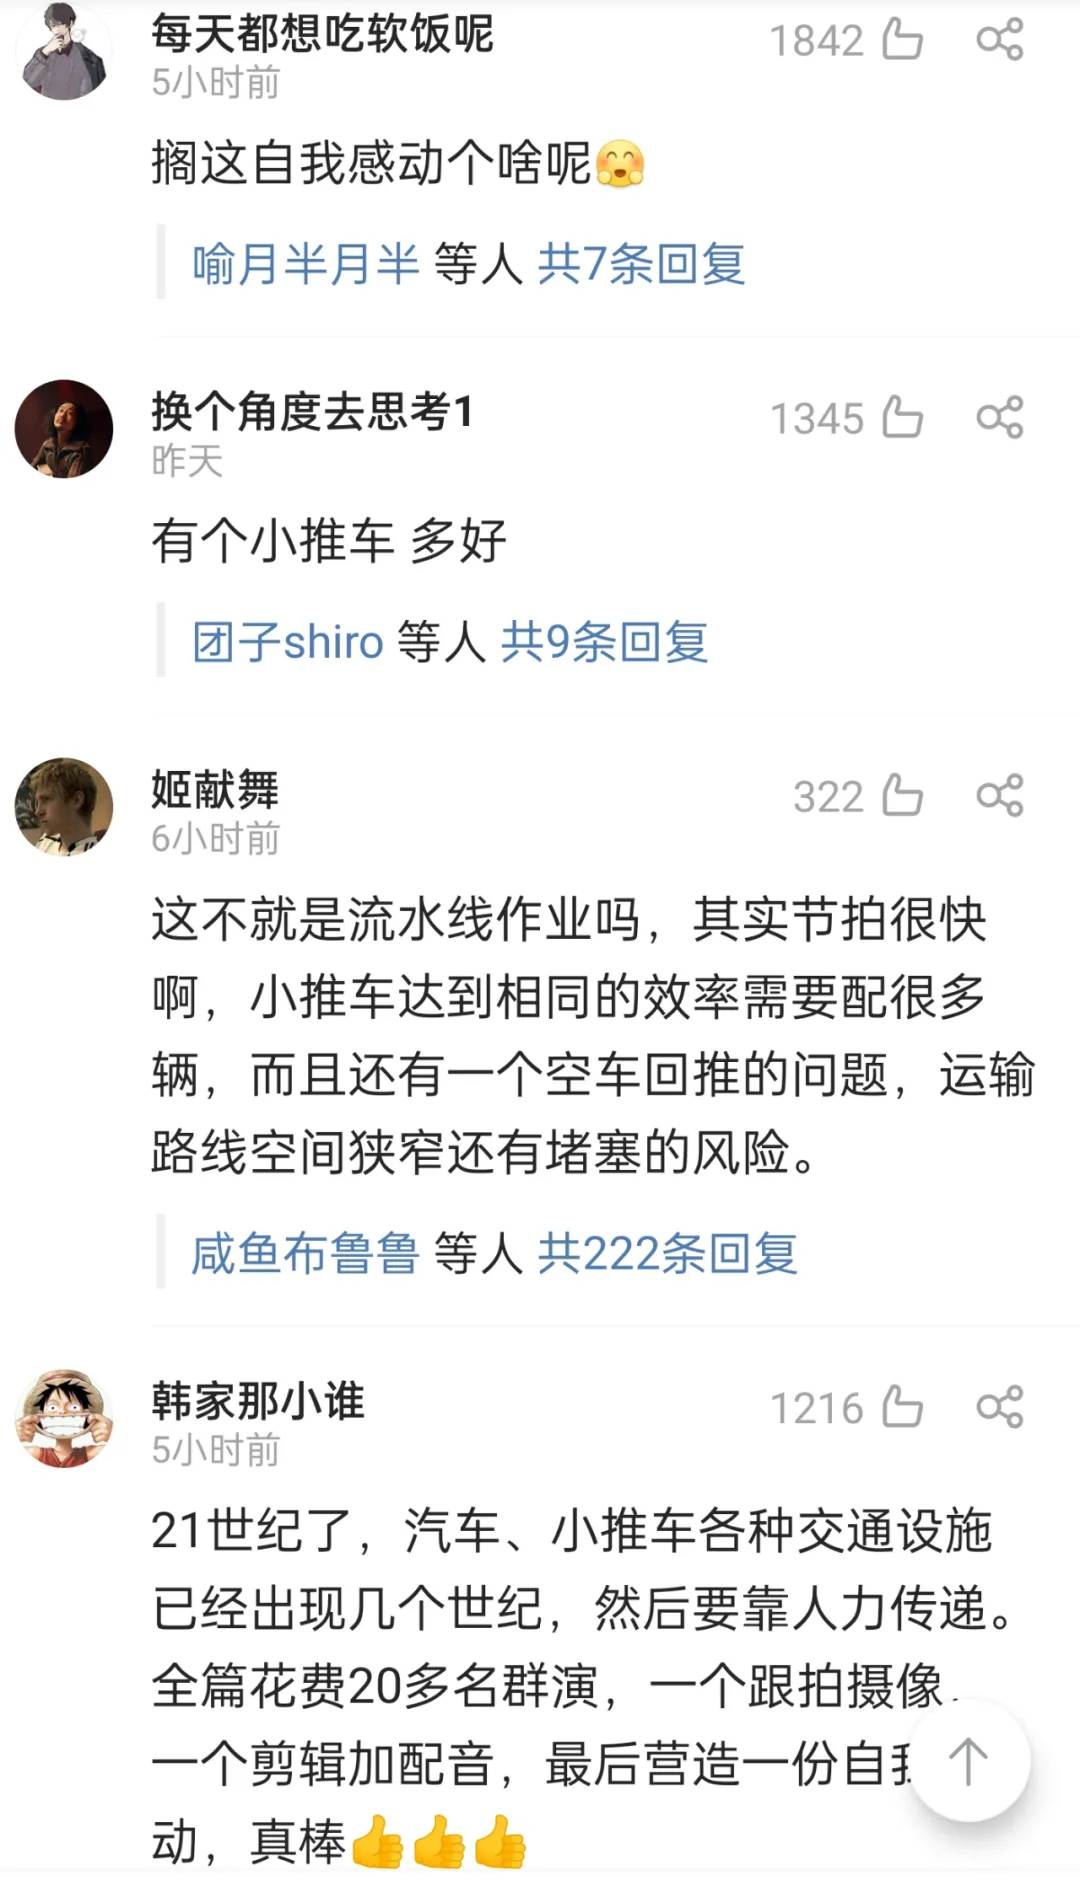 每天都想吃软饭呢
1842
5小时前
搁这自我感动个啥呢🤗
喻月半月半 等人 共7条回复
换个角度去思考1
1345
昨天
有个小推车 多好
团子shiro 等人 共9条回复
姬献舞
322
6小时前
这不就是流水线作业吗，其实节拍很快
啊，小推车达到相同的效率需要配很多
辆，而且还有一个空车回推的问题，运输
路线空间狭窄还有堵塞的风险。
咸鱼布鲁鲁 等人 共222条回复
韩家那小谁
1216
5小时前
21世纪了，汽车、小推车各种交通设施
已经出现几个世纪，然后要靠人力传递。
全篇花费20多名群演，一个跟拍摄像
一个剪辑加配音，最后营造一份自
动，真棒👍👍👍